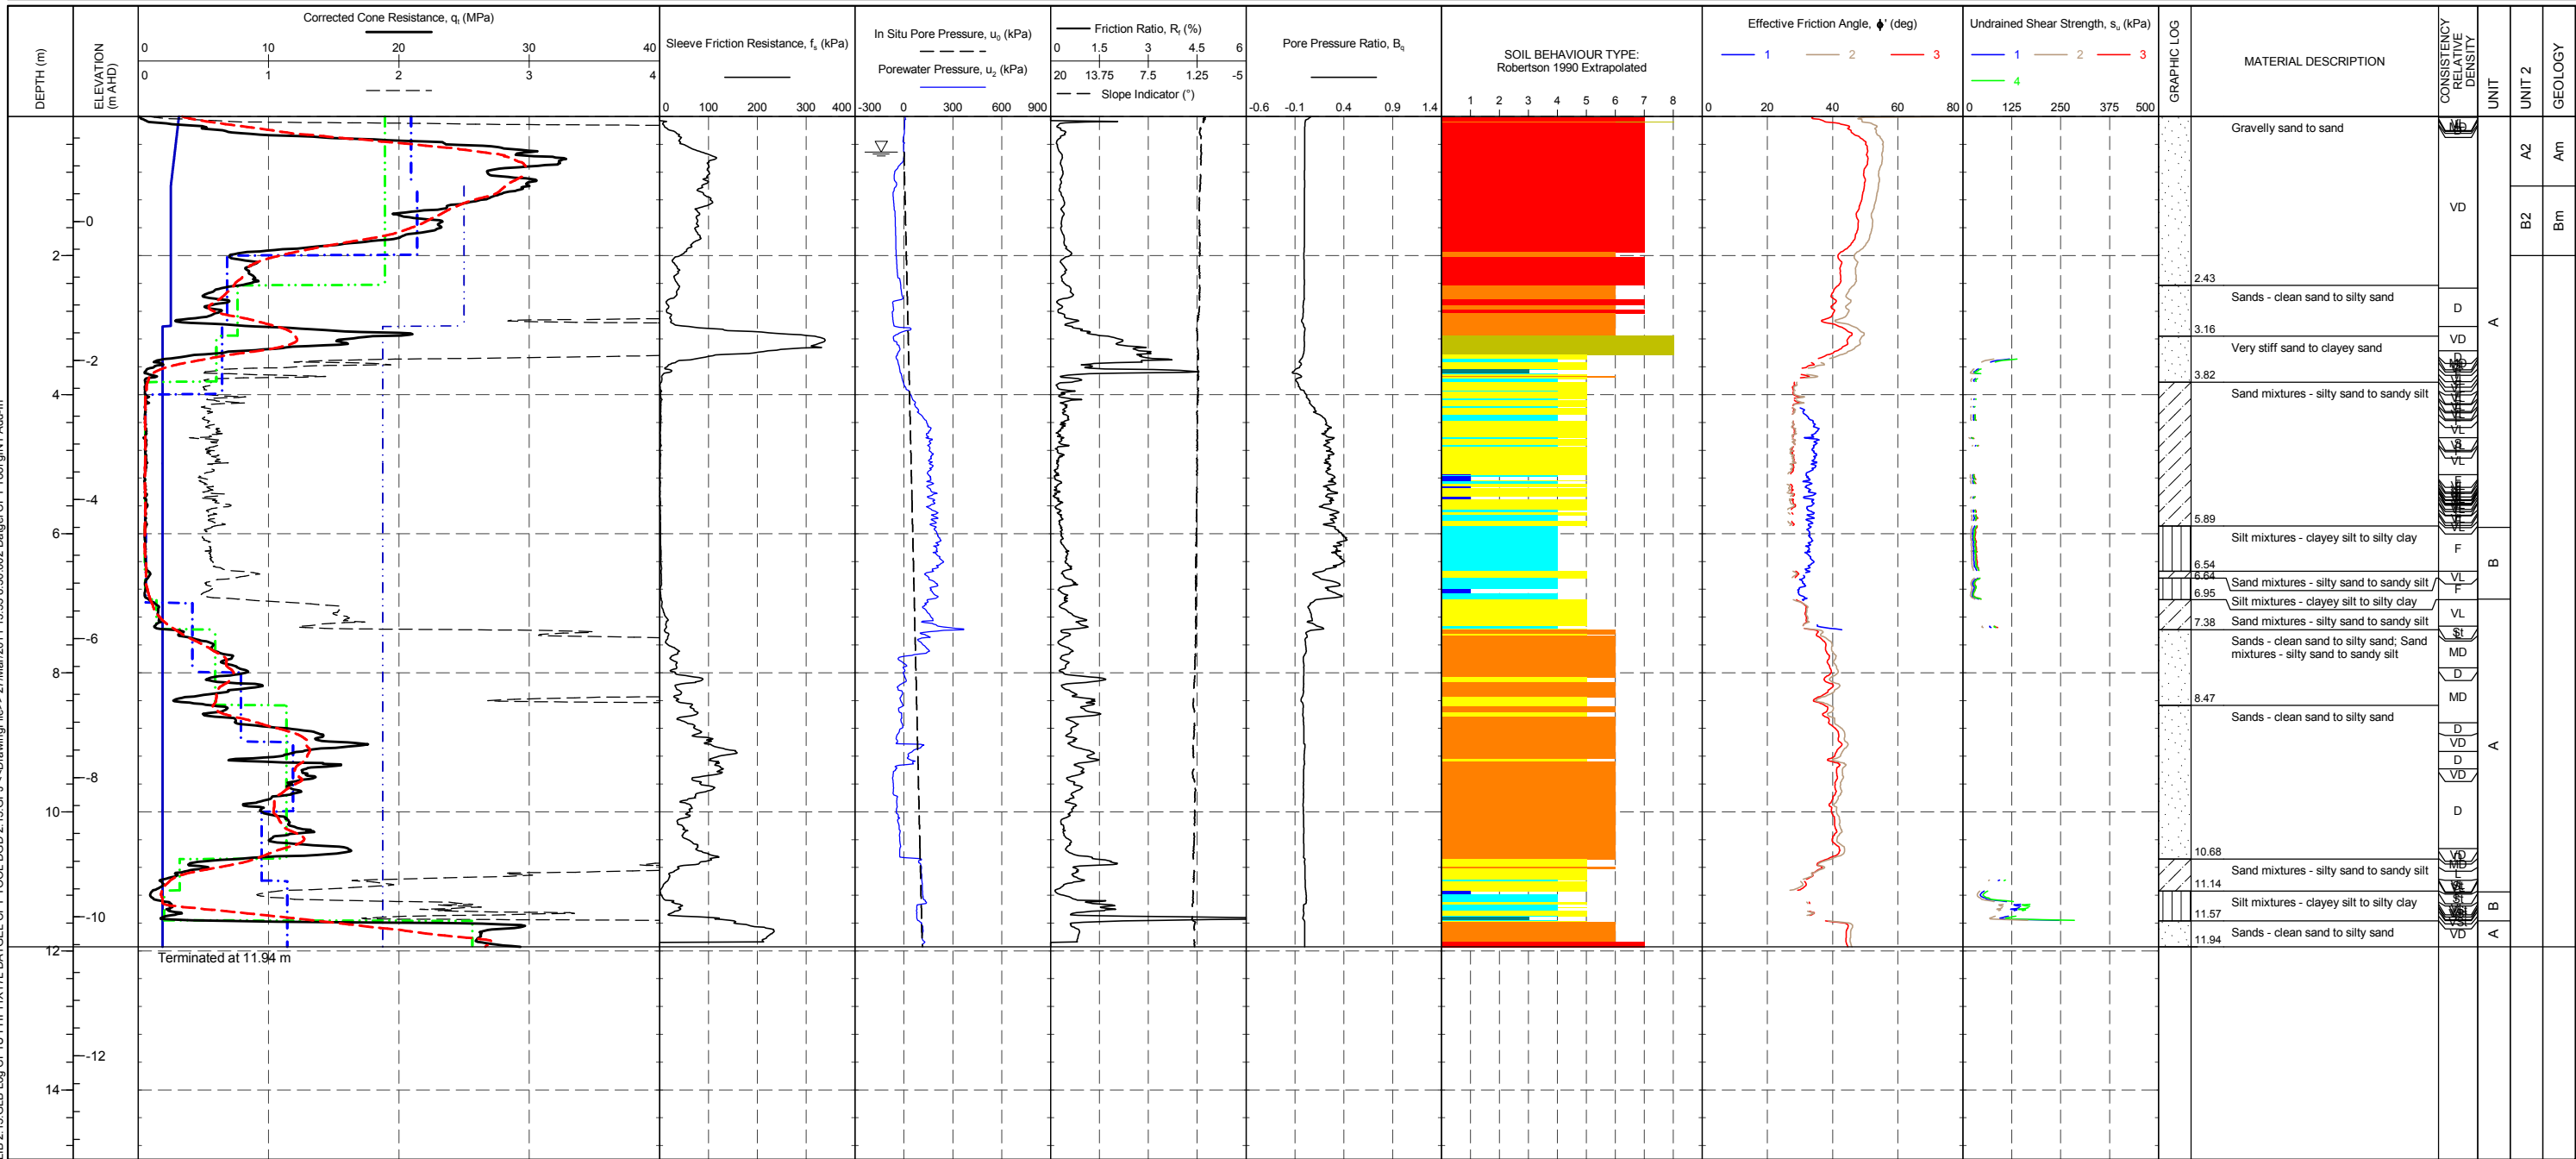 DEPTH (m)
ELEVATION
(m AHD)
Corrected Cone Resistance, qt (MPa)
0 10 20 30 40
0 1 2 3 4
Sleeve Friction Resistance, fs (kPa)
0 100 200 300 400
In Situ Pore Pressure, u0 (kPa)
Porewater Pressure, u2 (kPa)
-300 0 300 600 900
Friction Ratio, Rf (%)
0 1.5 3 4.5 6
20 13.75 7.5 1.25 -5
Slope Indicator (°)
Pore Pressure Ratio, Bq
-0.6 -0.1 0.4 0.9 1.4
SOIL BEHAVIOUR TYPE:
Robertson 1990 Extrapolated
1 2 3 4 5 6 7 8
Effective Friction Angle, ϕ' (deg)
1 2 3
0 20 40 60 80
Undrained Shear Strength, su (kPa)
1 2 3
4
0 125 250 375 500
GRAPHIC LOG
MATERIAL DESCRIPTION
CONSISTENCY
RELATIVE
DENSITY
UNIT
UNIT 2
GEOLOGY
Gravelly sand to sand
VD
A2
Am
B2
Bm
0
2
2.43
Sands - clean sand to silty sand
D
A
3.16
VD
Very stiff sand to clayey sand
D
-2
3.82
4
Sand mixtures - silty sand to sandy silt
VL
VL
-4
5.89
6
VL
Silt mixtures - clayey silt to silty clay
F
B
6.54
6.64
Sand mixtures - silty sand to sandy silt
VL
F
6.95
Silt mixtures - clayey silt to silty clay
Sand mixtures - silty sand to sandy silt
VL
7.38
-6
Sands - clean sand to silty sand; Sand
mixtures - silty sand to sandy silt
St
MD
8
D
MD
8.47
Sands - clean sand to silty sand
D
VD
D
VD
-8
A
10
D
10.68
VD
MD
Sand mixtures - silty sand to sandy silt
L
11.14
Silt mixtures - clayey silt to silty clay
B
-10
11.57
Sands - clean sand to silty sand
VD
A
11.94
12
Terminated at 11.94 m
-12
14